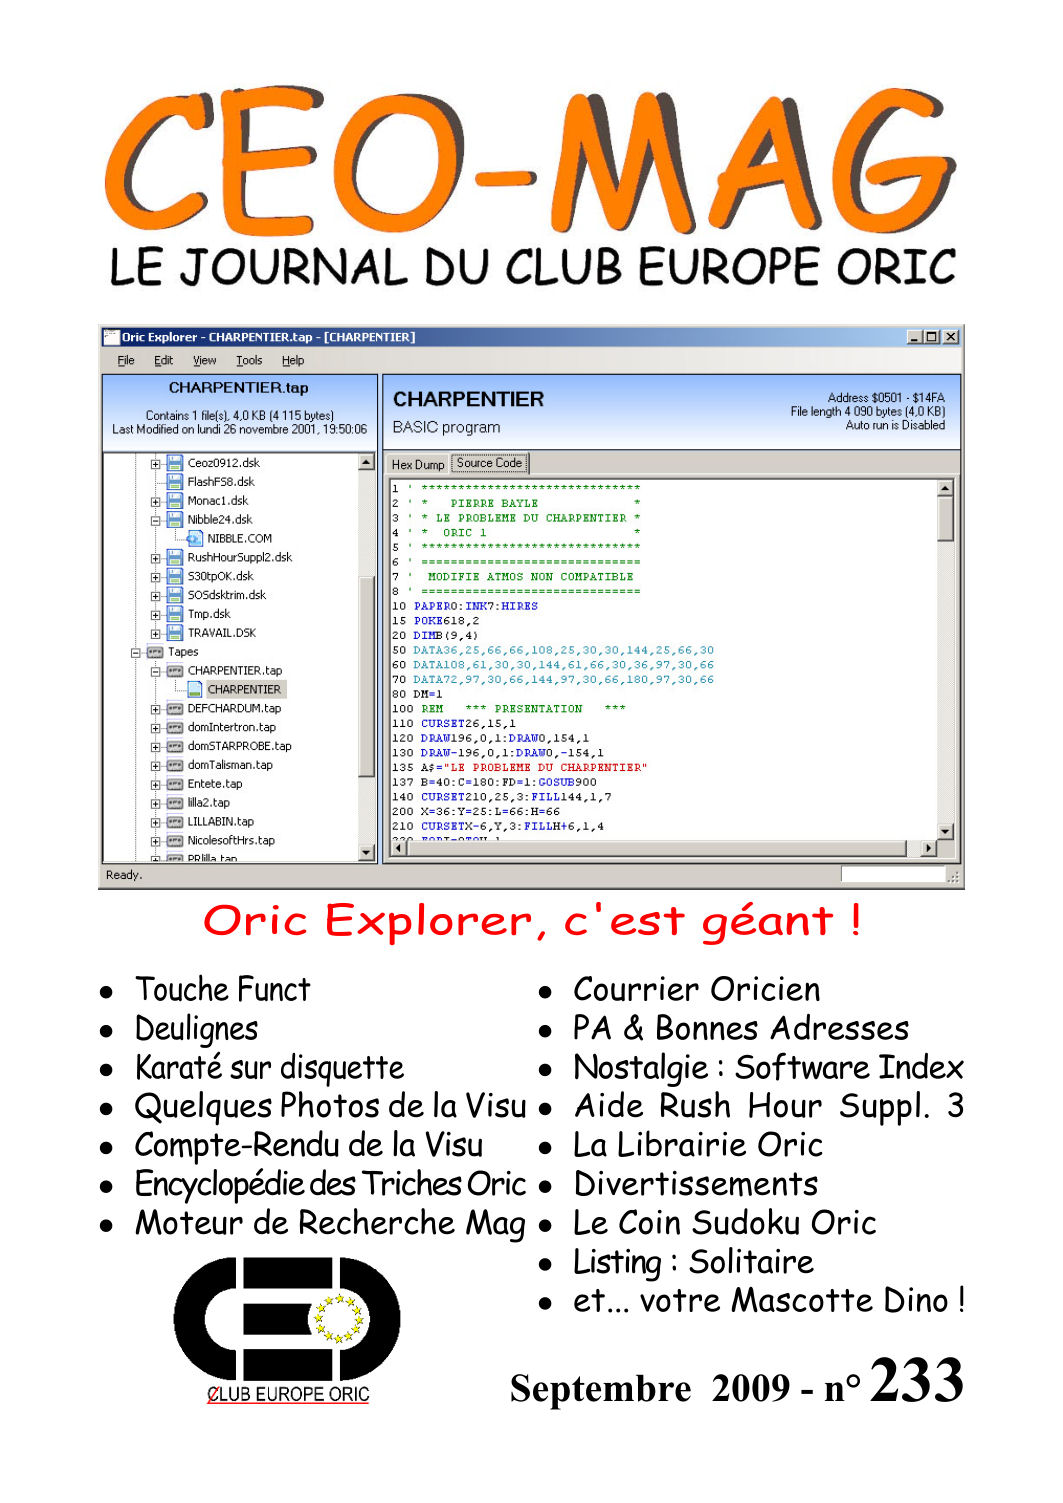 CEO-MAG
LE JOURNAL DU CLUB EUROPE ORIC
Oric Explorer - CHARPENTIER.tap - [CHARPENTIER]
File Edit View Tools Help
CHARPENTIER.tap
Contains 1 file(s), 4,0 KB (4 115 bytes)
Last Modified on lundi 26 novembre 2001, 19:50:06
Ceoz0912.dsk
FlashFS8.dsk
Monac1.dsk
Nibble24.dsk
NIBBLE.COM
RushHourSuppl2.dsk
S30tpOK.dsk
SOSdsktrim.dsk
Tmp.dsk
TRAVAIL.DSK
Tapes
CHARPENTIER.tap
CHARPENTIER
DEFCHARDUM.tap
domIntertron.tap
domSTARPROBE.tap
domTalisman.tap
Entete.tap
lilla2.tap
LILLABIN.tap
NicolesoftHrs.tap
PRlilla.tap
CHARPENTIER
BASIC program
Address $0501 - $14FA
File length 4 090 bytes (4,0 KB)
Auto run is Disabled
Hex Dump Source Code
1 ' ******************************
2 ' *   PIERRE BAYLE             *
3 ' * LE PROBLEME DU CHARPENTIER *
4 ' *  ORIC 1                    *
5 ' ******************************
6 ' ==============================
7 '  MODIFIE ATMOS NON COMPATIBLE
8 ' ==============================
10 PAPER0:INK7:HIRES
15 POKE618,2
20 DIMB(9,4)
50 DATA36,25,66,66,108,25,30,30,144,25,66,30
60 DATA108,61,30,30,144,61,66,30,36,97,30,66
70 DATA72,97,30,66,144,97,30,66,180,97,30,66
80 DM=1
100 REM   *** PRESENTATION   ***
110 CURSET26,15,1
120 DRAW196,0,1:DRAW0,154,1
130 DRAW-196,0,1:DRAW0,-154,1
135 A$="LE PROBLEME DU CHARPENTIER"
137 B=40:C=180:FD=1:GOSUB900
140 CURSET210,25,3:FILL144,1,7
200 X=36:Y=25:L=66:H=66
210 CURSETX-6,Y,3:FILLH+6,1,4
Ready.
Oric Explorer, c'est géant !
• Touche Funct
• Deulignes
• Karaté sur disquette
• Quelques Photos de la Visu
• Compte-Rendu de la Visu
• Encyclopédie des Triches Oric
• Moteur de Recherche Mag
• Courrier Oricien
• PA & Bonnes Adresses
• Nostalgie : Software Index
• Aide Rush Hour Suppl. 3
• La Librairie Oric
• Divertissements
• Le Coin Sudoku Oric
• Listing : Solitaire
• et... votre Mascotte Dino !
CEO
CLUB EUROPE ORIC
Septembre 2009 - n° 233